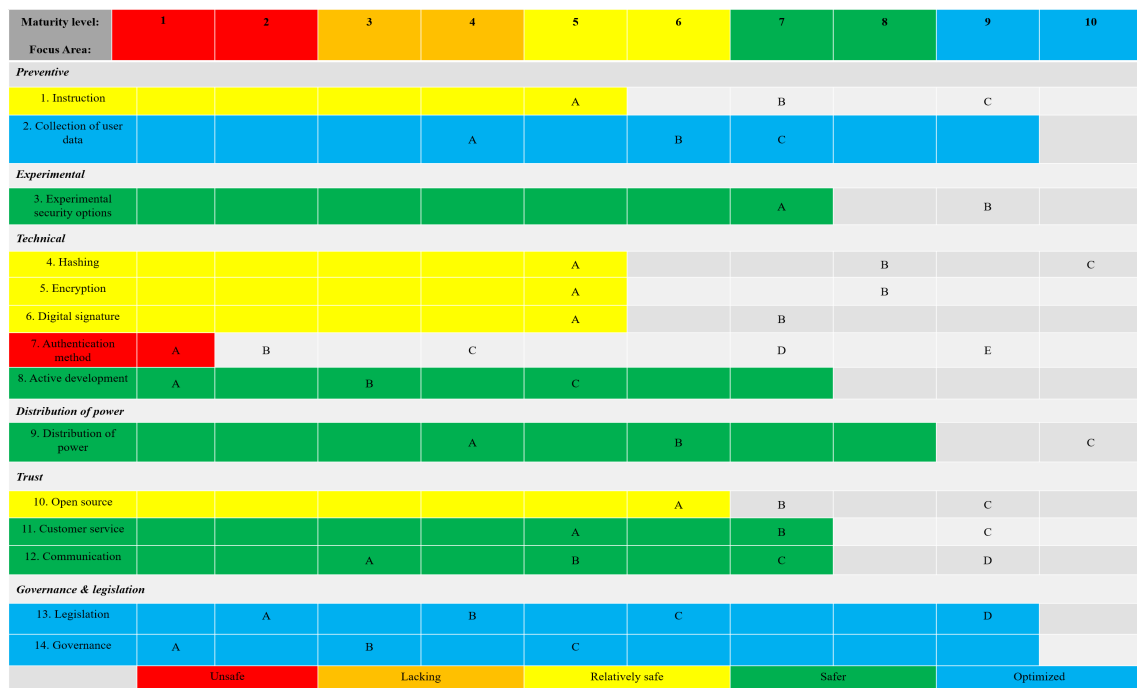 Maturity level: 1 2 3 4 5 6 7 8 9 10
Focus Area:
Preventive
1. Instruction A B C
2. Collection of user
data A B C
Experimental
3. Experimental
security options A B
Technical
4. Hashing A B C
5. Encryption A B
6. Digital signature A B
7. Authentication
method A B C D E
8. Active development A B C
Distribution of power
9. Distribution of
power A B C
Trust
10. Open source A B C
11. Customer service A B C
12. Communication A B C D
Governance & legislation
13. Legislation A B C D
14. Governance A B C
Unsafe Lacking Relatively safe Safer Optimized